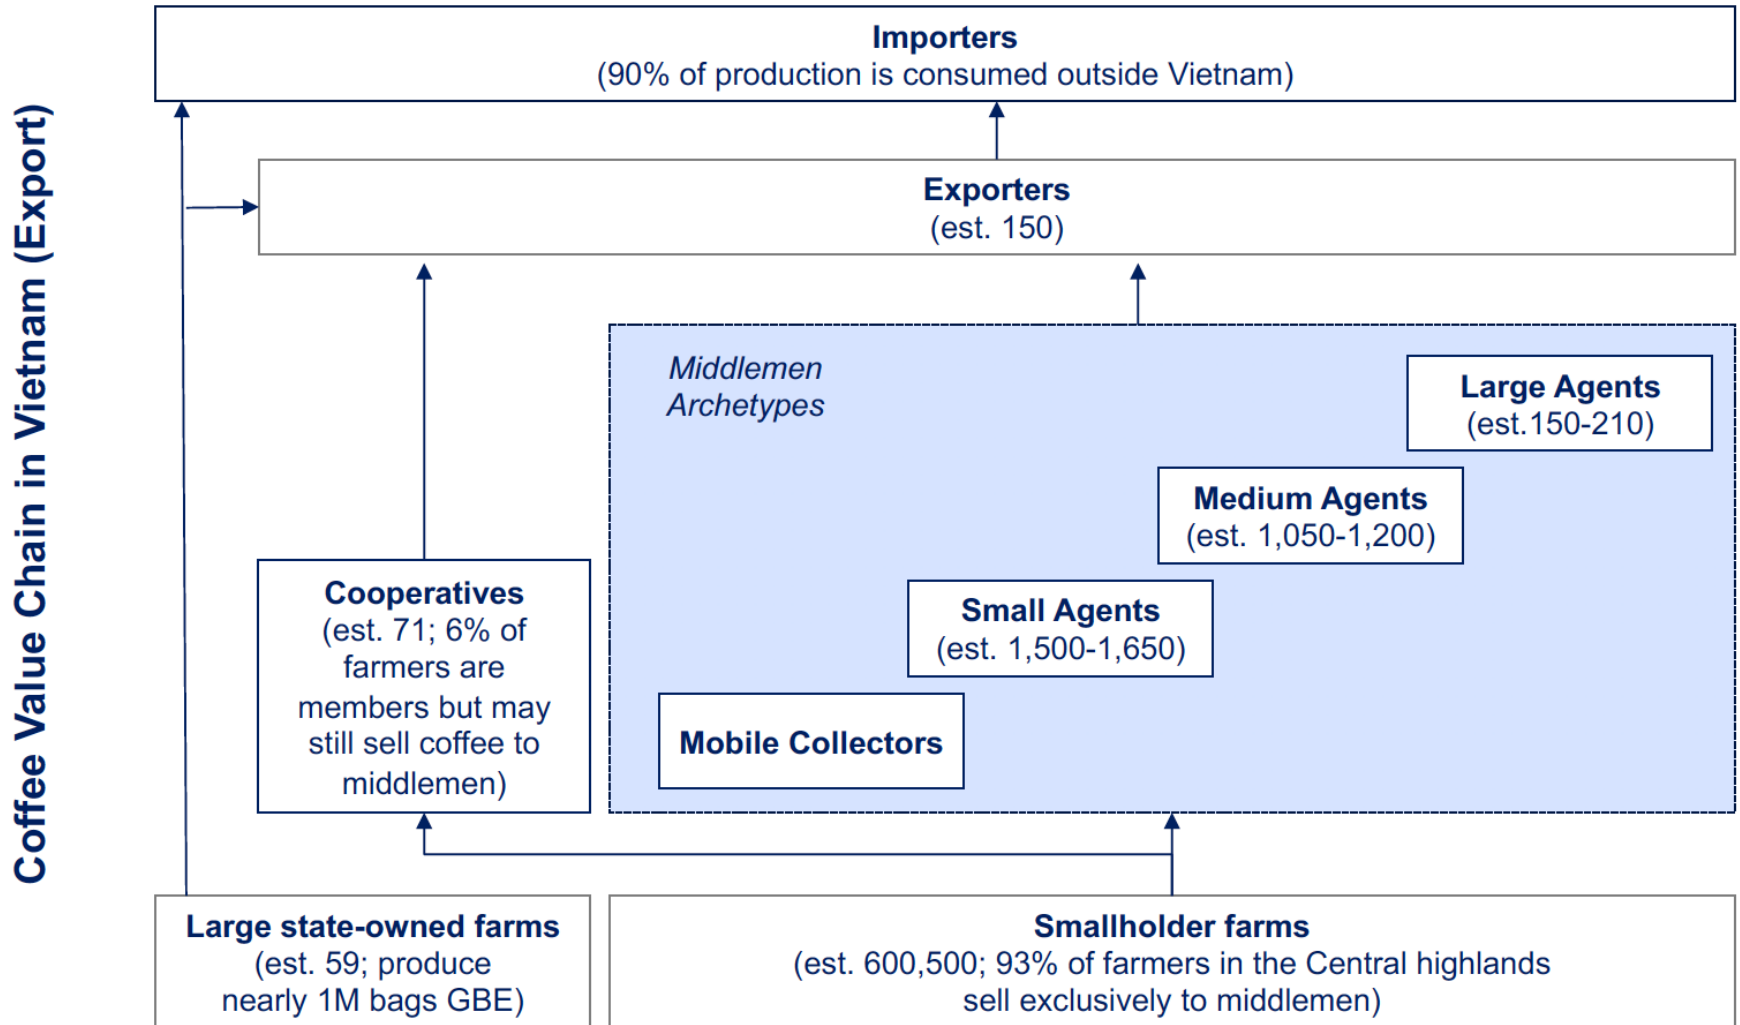 Coffee Value Chain in Vietnam (Export)
Importers
(90% of production is consumed outside Vietnam)
Exporters
(est. 150)
Middlemen
Archetypes
Large Agents
(est.150-210)
Medium Agents
(est. 1,050-1,200)
Small Agents
(est. 1,500-1,650)
Mobile Collectors
Cooperatives
(est. 71; 6% of
farmers are
members but may
still sell coffee to
middlemen)
Large state-owned farms
(est. 59; produce
nearly 1M bags GBE)
Smallholder farms
(est. 600,500; 93% of farmers in the Central highlands
sell exclusively to middlemen)